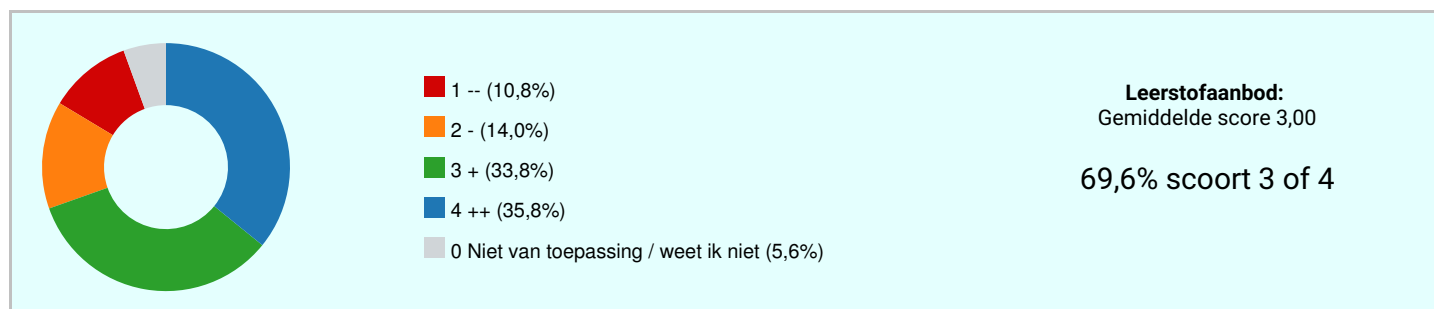 1 -- (10,8%)
2 - (14,0%)
3 + (33,8%)
4 ++ (35,8%)
0 Niet van toepassing / weet ik niet (5,6%)
Leerstofaanbod:
Gemiddelde score 3,00
69,6% scoort 3 of 4